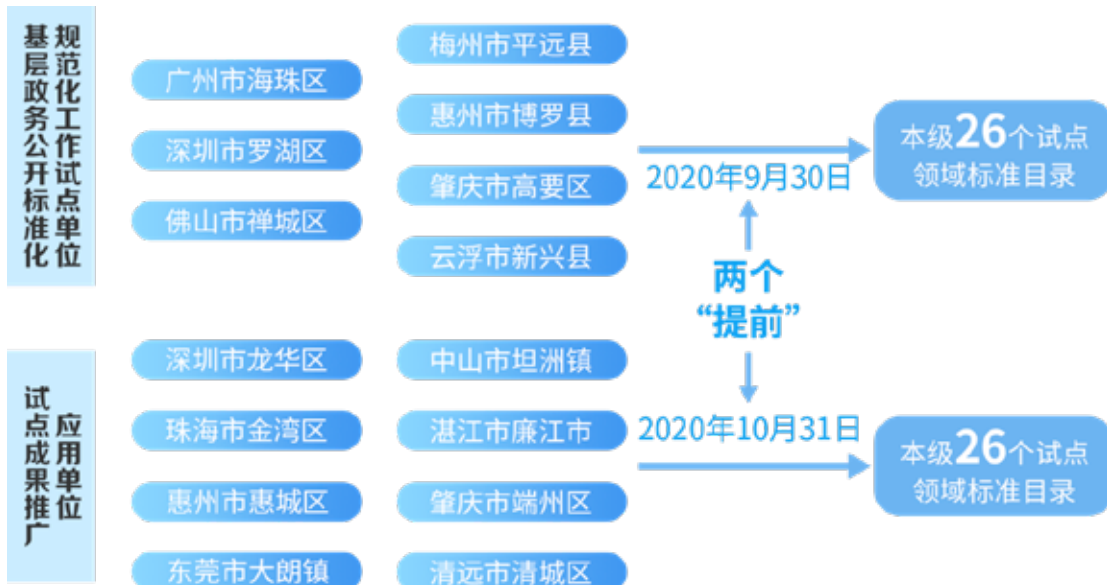 基层政务公开标准化
规范化工作试点单位
广州市海珠区
深圳市罗湖区
佛山市禅城区
梅州市平远县
惠州市博罗县
肇庆市高要区
云浮市新兴县
2020年9月30日
本级26个试点
领域标准目录
两个
“提前”
试点成果推广
应用单位
深圳市龙华区
珠海市金湾区
惠州市惠城区
东莞市大朗镇
中山市坦洲镇
湛江市廉江市
肇庆市端州区
清远市清城区
2020年10月31日
本级26个试点
领域标准目录